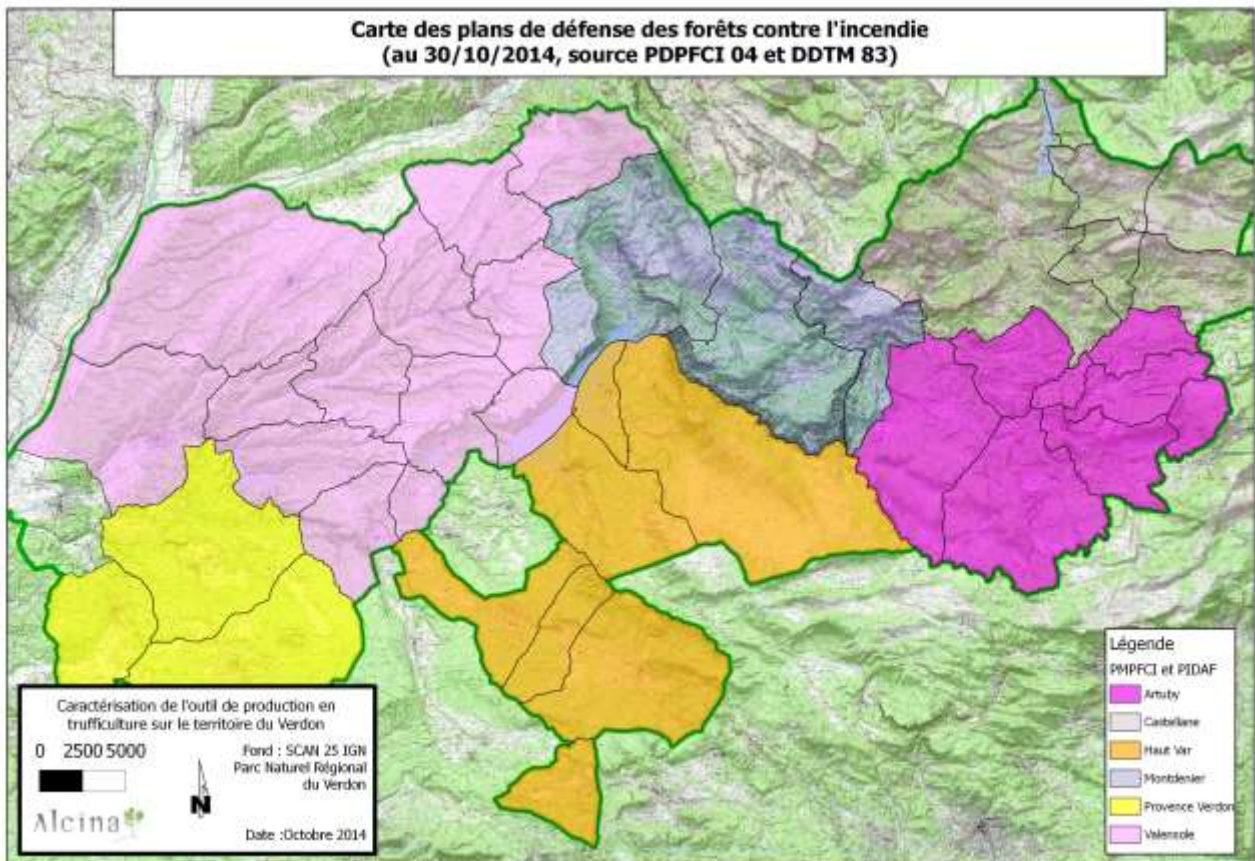 Carte des plans de défense des forêts contre l'incendie
(au 30/10/2014, source PDPFCI 04 et DDTM 83)
Légende
PMPFCI et PIDAF
Artuby
Castellane
Haut Var
Montdenier
Provence Verdon
Valensole
Caractérisation de l'outil de production en
trufficulture sur le territoire du Verdon
0 2500 5000
Fond : SCAN 25 IGN
Parc Naturel Régional
du Verdon
N
Alcina
Date :Octobre 2014